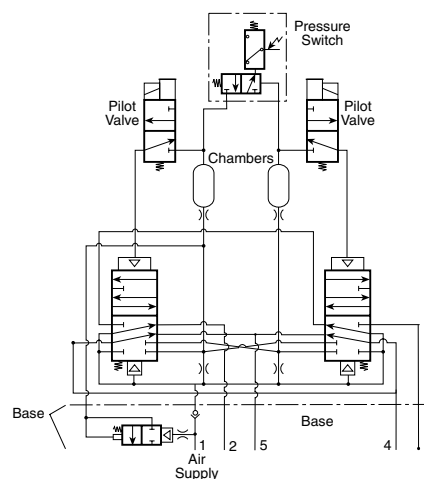 Pressure
Switch
Pilot
Valve
Pilot
Valve
Chambers
Base
Base
1 2 5 4
Air
Supply